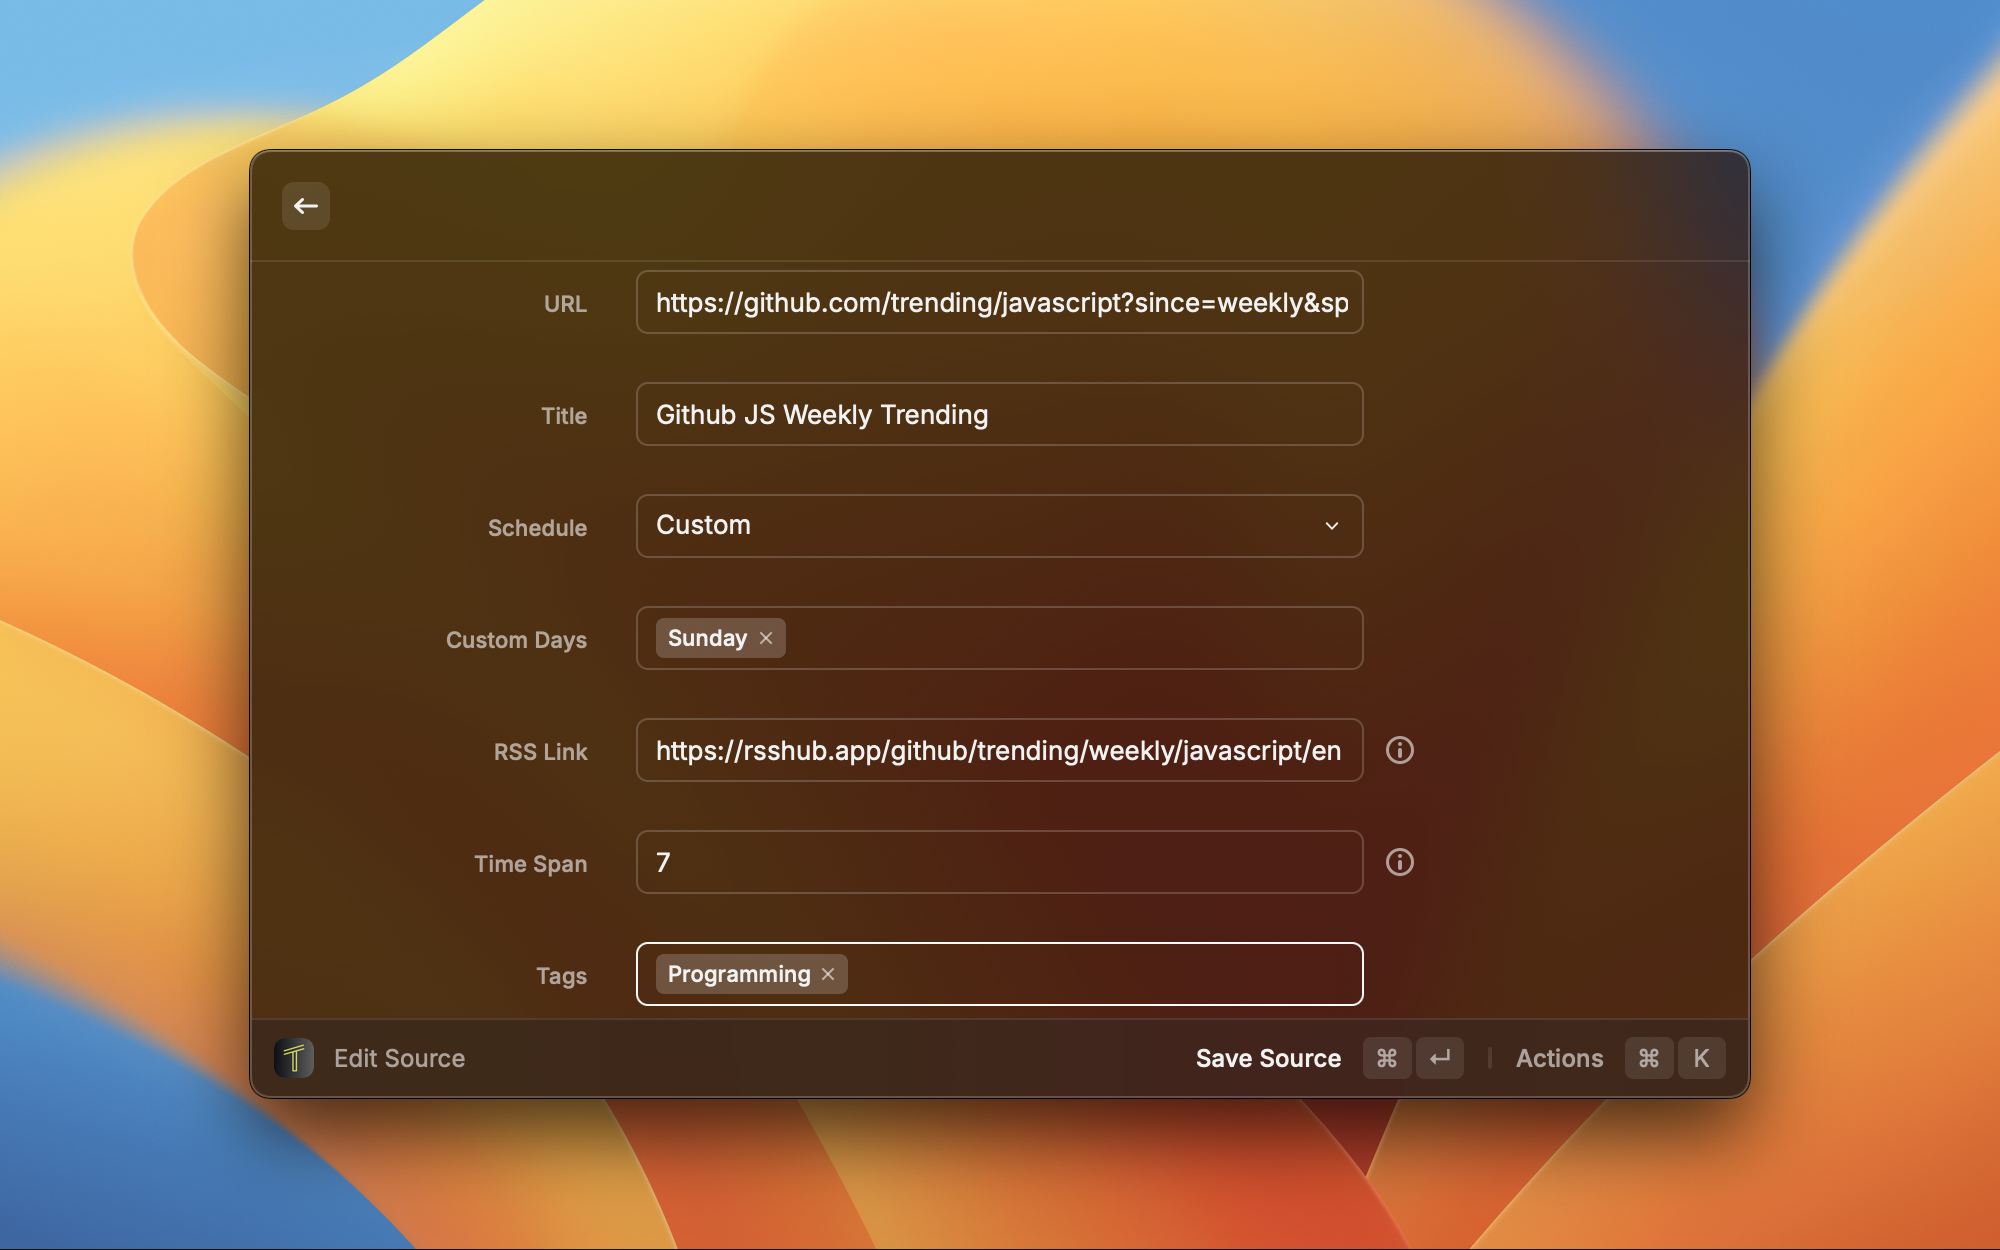 URL https://github.com/trending/javascript?since=weekly&sp
Title Github JS Weekly Trending
Schedule Custom
Custom Days Sunday ×
RSS Link https://rsshub.app/github/trending/weekly/javascript/en
Time Span 7
Tags Programming ×
Edit Source Save Source ⌘ ↵ Actions ⌘ K